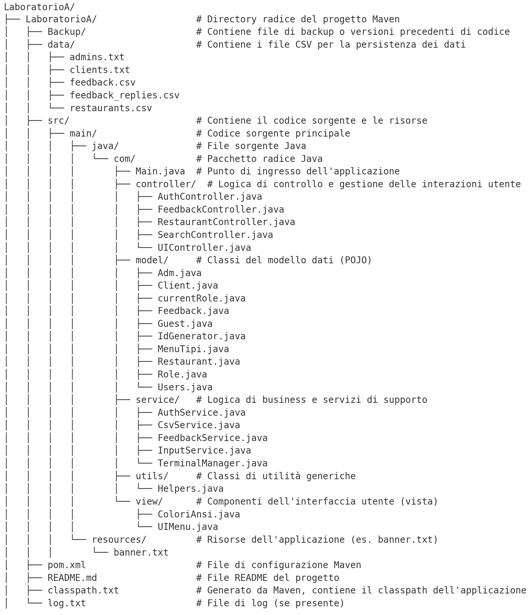 LaboratorioA/
├── LaboratorioA/                  # Directory radice del progetto Maven
│   ├── Backup/                    # Contiene file di backup o versioni precedenti di codice
│   ├── data/                      # Contiene i file CSV per la persistenza dei dati
│   │   ├── admins.txt
│   │   ├── clients.txt
│   │   ├── feedback.csv
│   │   ├── feedback_replies.csv
│   │   └── restaurants.csv
│   ├── src/                       # Contiene il codice sorgente e le risorse
│   │   ├── main/                  # Codice sorgente principale
│   │   │   ├── java/              # File sorgente Java
│   │   │   │   └── com/           # Pacchetto radice Java
│   │   │   │       ├── Main.java  # Punto di ingresso dell'applicazione
│   │   │   │       ├── controller/  # Logica di controllo e gestione delle interazioni utente
│   │   │   │       │   ├── AuthController.java
│   │   │   │       │   ├── FeedbackController.java
│   │   │   │       │   ├── RestaurantController.java
│   │   │   │       │   ├── SearchController.java
│   │   │   │       │   └── UIController.java
│   │   │   │       ├── model/     # Classi del modello dati (POJO)
│   │   │   │       │   ├── Adm.java
│   │   │   │       │   ├── Client.java
│   │   │   │       │   ├── currentRole.java
│   │   │   │       │   ├── Feedback.java
│   │   │   │       │   ├── Guest.java
│   │   │   │       │   ├── IdGenerator.java
│   │   │   │       │   ├── MenuTipi.java
│   │   │   │       │   ├── Restaurant.java
│   │   │   │       │   ├── Role.java
│   │   │   │       │   └── Users.java
│   │   │   │       ├── service/   # Logica di business e servizi di supporto
│   │   │   │       │   ├── AuthService.java
│   │   │   │       │   ├── CsvService.java
│   │   │   │       │   ├── FeedbackService.java
│   │   │   │       │   ├── InputService.java
│   │   │   │       │   └── TerminalManager.java
│   │   │   │       ├── utils/     # Classi di utilità generiche
│   │   │   │       │   └── Helpers.java
│   │   │   │       └── view/      # Componenti dell'interfaccia utente (vista)
│   │   │   │           ├── ColoriAnsi.java
│   │   │   │           └── UIMenu.java
│   │   │   └── resources/         # Risorse dell'applicazione (es. banner.txt)
│   │   │       └── banner.txt
│   ├── pom.xml                    # File di configurazione Maven
│   ├── README.md                  # File README del progetto
│   ├── classpath.txt              # Generato da Maven, contiene il classpath dell'applicazione
│   └── log.txt                    # File di log (se presente)